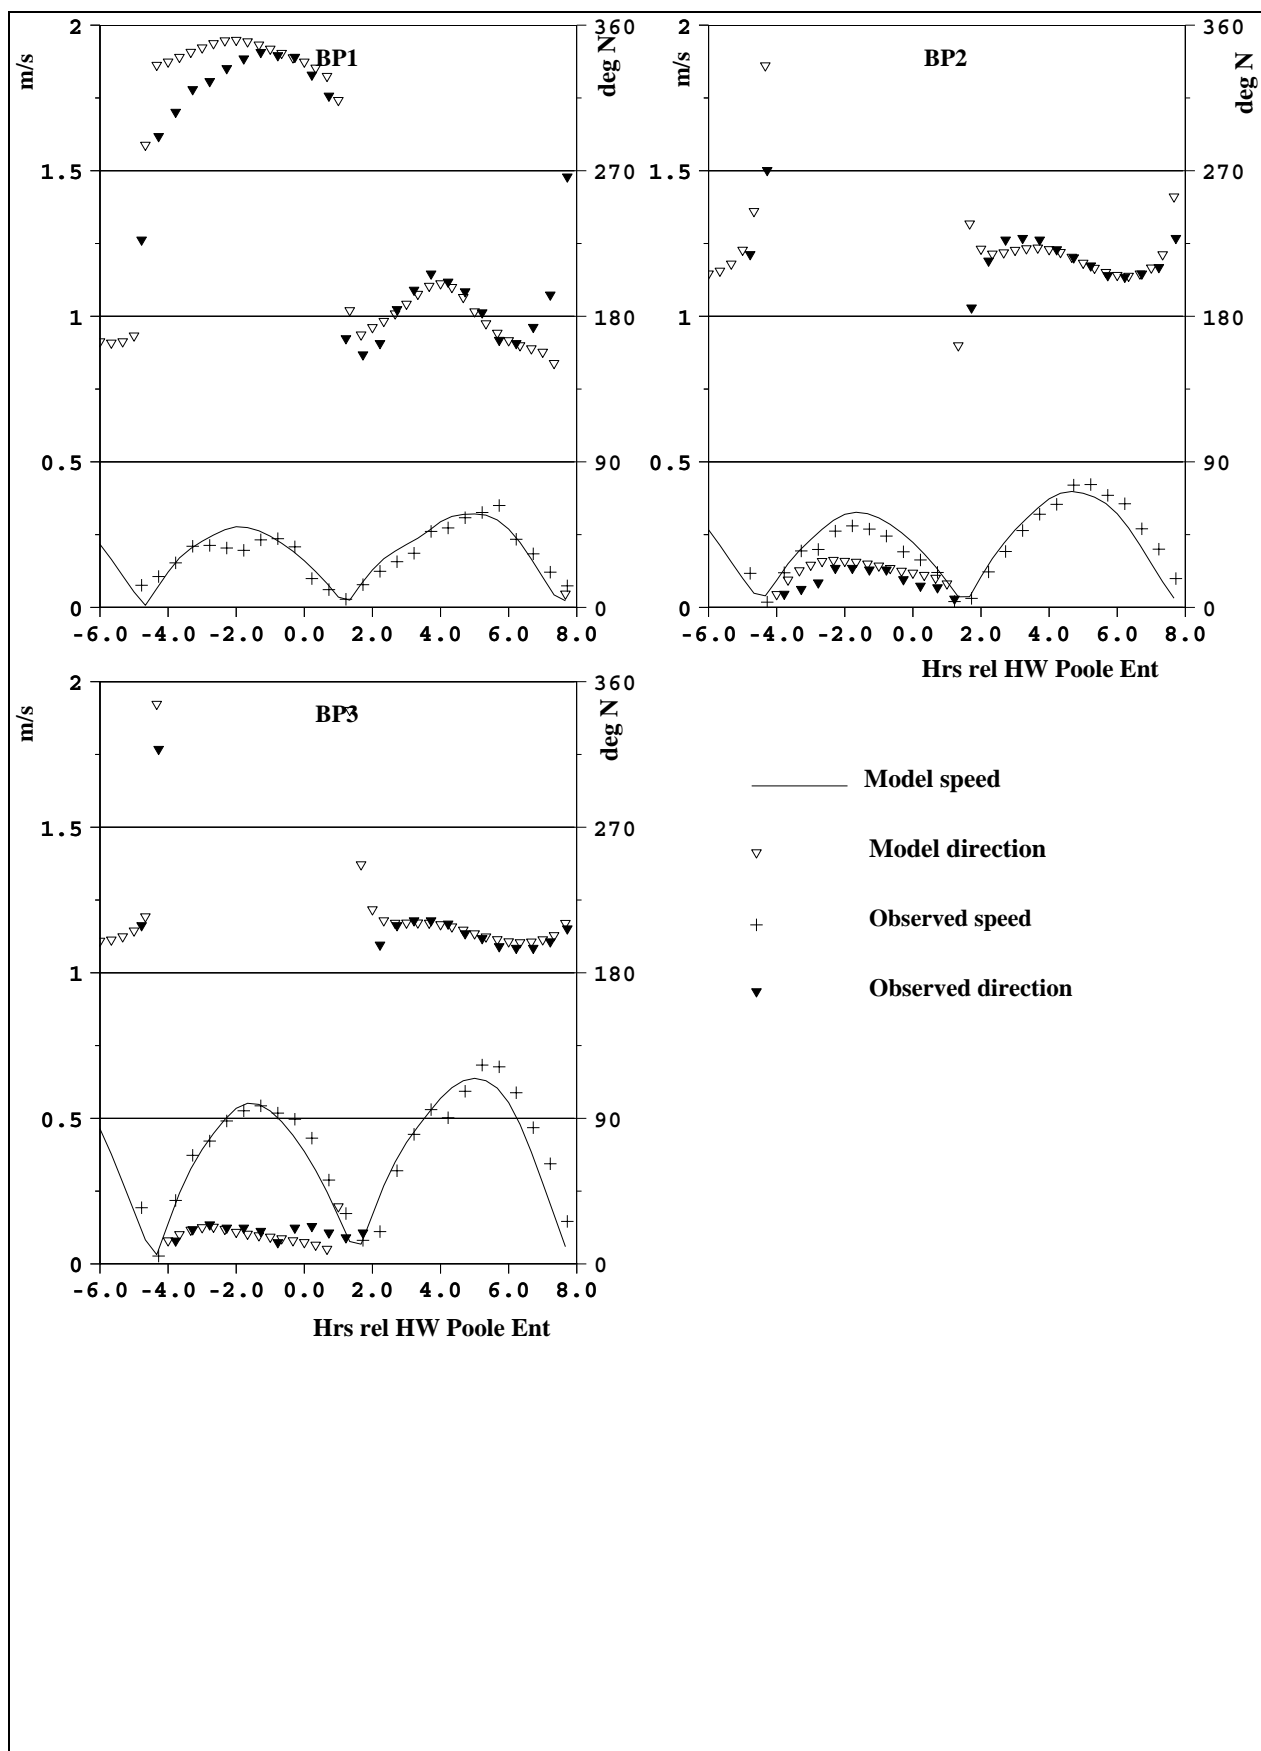 2 360 2 360
BP1 BP2
m/s deg N m/s deg N
1.5 270 1.5 270
1 180 1 180
0.5 90 0.5 90
0 0 0 0
-6.0 -4.0 -2.0 0.0 2.0 4.0 6.0 8.0 -6.0 -4.0 -2.0 0.0 2.0 4.0 6.0 8.0
Hrs rel HW Poole Ent
2 360
BP3
m/s deg N
Model speed
1.5 270
Model direction
Observed speed
1 180
Observed direction
0.5 90
0 0
-6.0 -4.0 -2.0 0.0 2.0 4.0 6.0 8.0
Hrs rel HW Poole Ent